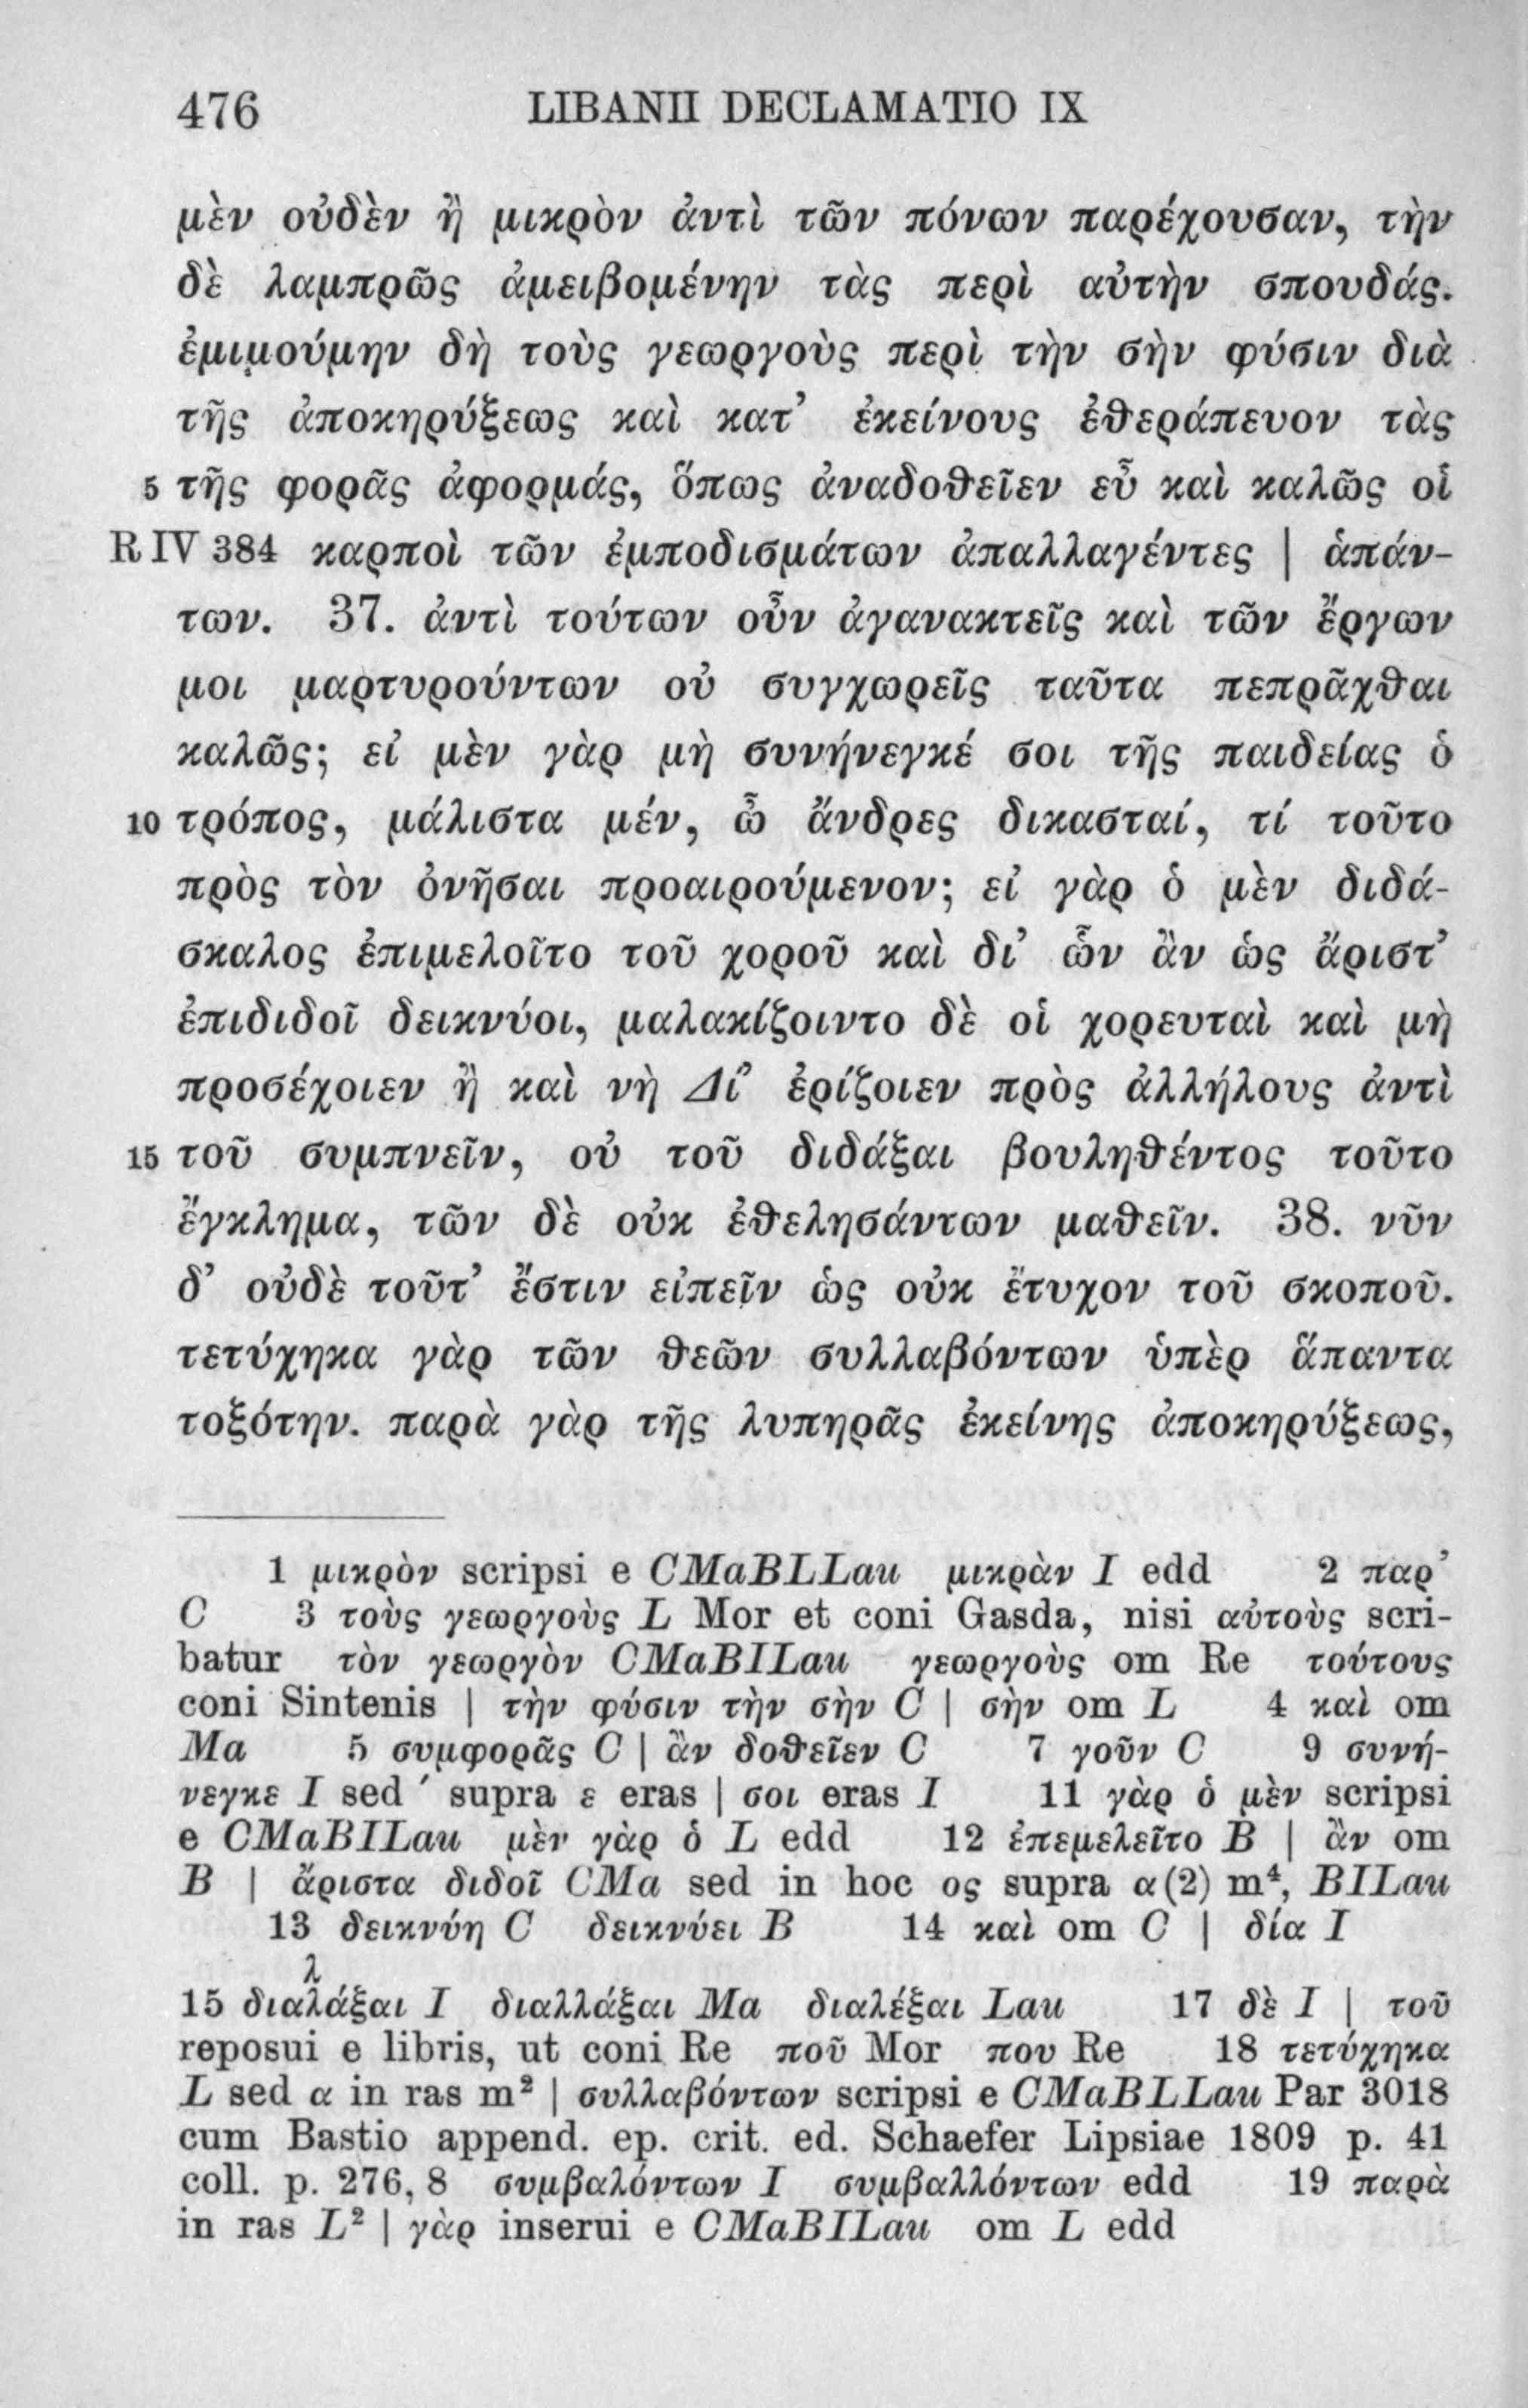 476 LIBANII DECLAMATIO IX
μὲν οὐδὲν ἢ μικρὸν ἀντὶ τῶν πόνων παρέχουσαν, τὴν
δὲ λαμπρῶς ἀμειβομένην τὰς περὶ αὐτὴν σπουδάς.
ἐμιμούμην δὴ τοὺς γεωργοὺς περὶ τὴν σὴν φύσιν διὰ
τῆς ἀποκηρύξεως καὶ κατ’ ἐκείνους ἐθεράπευον τὰς
5 τῆς φορᾶς ἀφορμάς, ὅπως ἀναδοθεῖεν εὖ καὶ καλῶς οἱ
R IV 384 καρποὶ τῶν ἐμποδισμάτων ἀπαλλαγέντες | ἁπάν-
των. 37. ἀντὶ τούτων οὖν ἀγανακτεῖς καὶ τῶν ἔργων
μοι μαρτυρούντων οὐ συγχωρεῖς ταῦτα πεπρᾶχθαι
καλῶς; εἰ μὲν γὰρ μὴ συνήνεγκέ σοι τῆς παιδείας ὁ
10 τρόπος, μάλιστα μέν, ὦ ἄνδρες δικασταί, τί τοῦτο
πρὸς τὸν ὀνῆσαι προαιρούμενον; εἰ γὰρ ὁ μὲν διδά-
σκαλος ἐπιμελοῖτο τοῦ χοροῦ καὶ δι’ ὧν ἂν ὡς ἄριστ’
ἐπιδιδοῖ δεικνύοι, μαλακίζοιντο δὲ οἱ χορευταὶ καὶ μὴ
προσέχοιεν ἢ καὶ νὴ Δί’ ἐρίζοιεν πρὸς ἀλλήλους ἀντὶ
15 τοῦ συμπνεῖν, οὐ τοῦ διδάξαι βουληθέντος τοῦτο
ἔγκλημα, τῶν δὲ οὐκ ἐθελησάντων μαθεῖν. 38. νῦν
δ’ οὐδὲ τοῦτ’ ἔστιν εἰπεῖν ὡς οὐκ ἔτυχον τοῦ σκοποῦ.
τετύχηκα γὰρ τῶν θεῶν συλλαβόντων ὑπὲρ ἅπαντα
τοξότην. παρὰ γὰρ τῆς λυπηρᾶς ἐκείνης ἀποκηρύξεως,
1 μικρὸν scripsi e CMaBLLau μικρὰν I edd 2 παρ’
C 3 τοὺς γεωργοὺς L Mor et coni Gasda, nisi αὐτοὺς scri-
batur τὸν γεωργὸν CMaBILau γεωργοὺς om Re τούτους
coni Sintenis | τὴν φύσιν τὴν σὴν C | σὴν om L 4 καὶ om
Ma 5 συμφορᾶς C | ἂν δοθεῖεν C 7 γοῦν C 9 συνή-
νεγκε I sed ´ supra ε eras | σοι eras I 11 γὰρ ὁ μὲν scripsi
e CMaBILau μὲν γὰρ ὁ L edd 12 ἐπεμελεῖτο B | ἂν om
B | ἄριστα διδοῖ CMa sed in hoc ος supra α(2) m⁴, BILau
13 δεικνύη C δεικνύει B 14 καὶ om C | δία I
λ
15 διαλάξαι I διαλλάξαι Ma διαλέξαι Lau 17 δὲ I | τοῦ
reposui e libris, ut coni Re ποῦ Mor που Re 18 τετύχηκα
L sed α in ras m² | συλλαβόντων scripsi e CMaBLLau Par 3018
cum Bastio append. ep. crit. ed. Schaefer Lipsiae 1809 p. 41
coll. p. 276, 8 συμβαλόντων I συμβαλλόντων edd 19 παρὰ
in ras L² | γὰρ inserui e CMaBILau om L edd